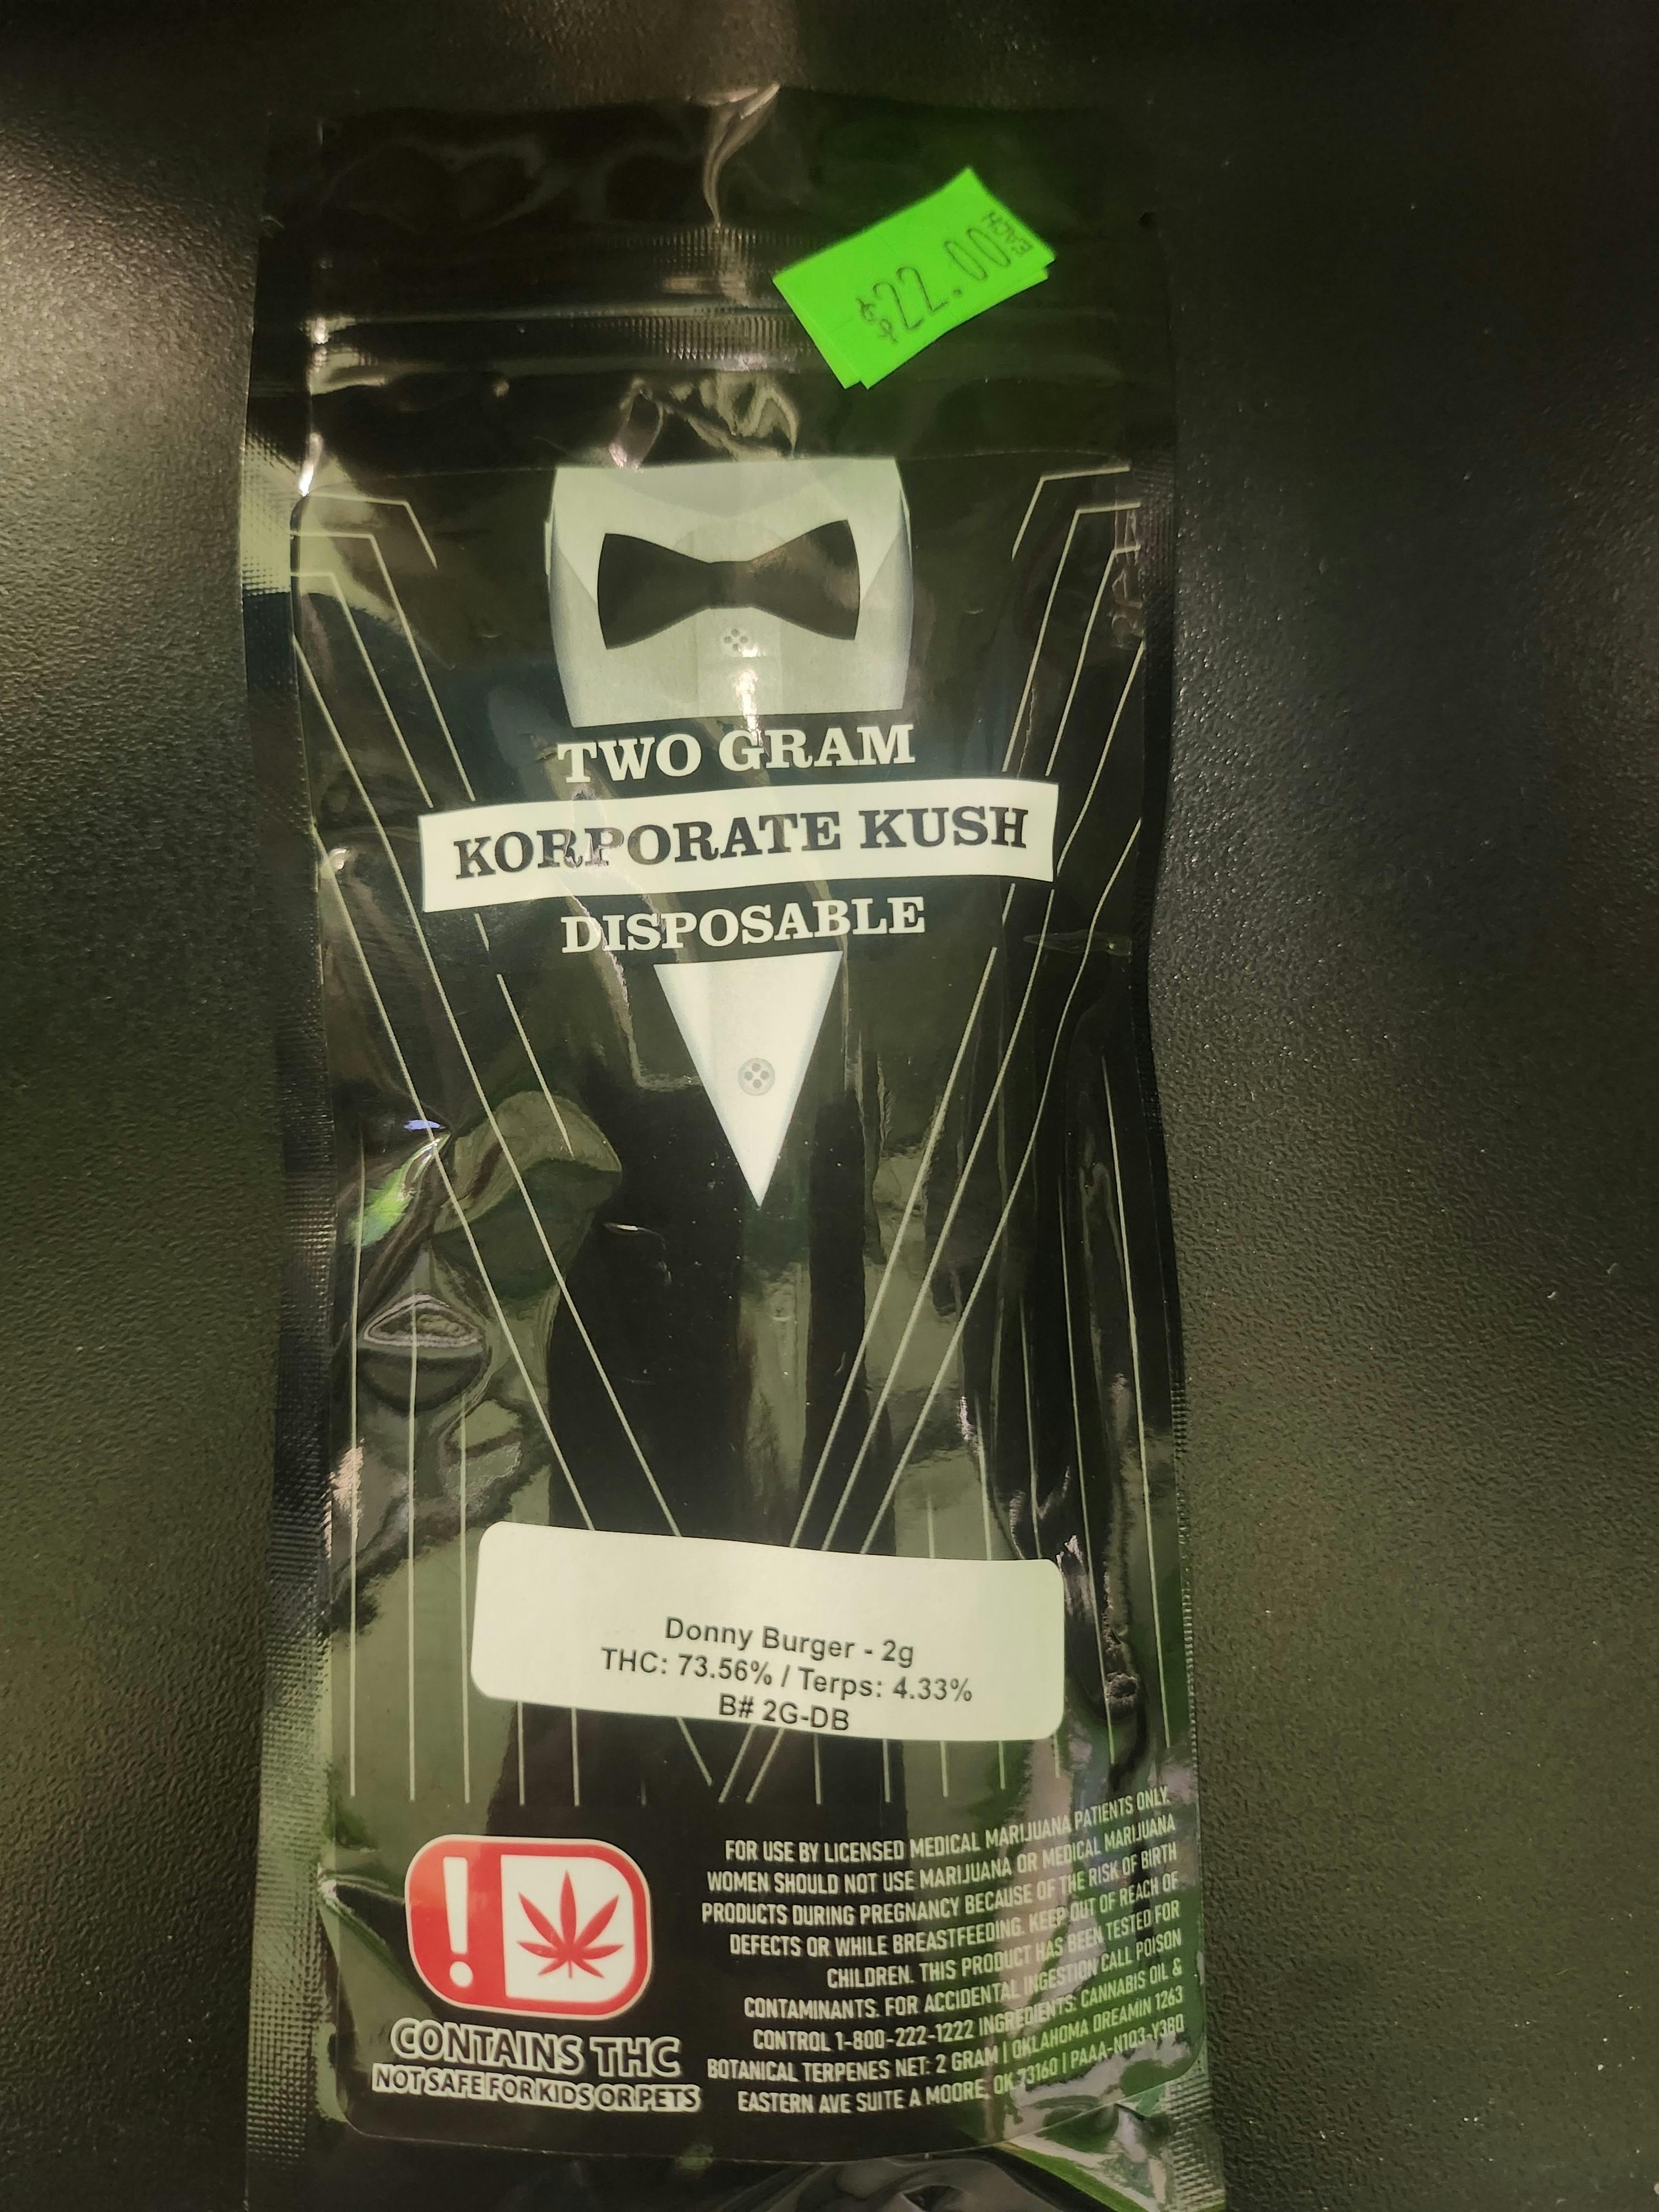 $22.00
EACH
TWO GRAM
KORPORATE KUSH
DISPOSABLE
Donny Burger - 2g
THC: 73.56% / Terps: 4.33%
B# 2G-DB
FOR USE BY LICENSED MEDICAL MARIJUANA PATIENTS ONLY.
WOMEN SHOULD NOT USE MARIJUANA OR MEDICAL MARIJUANA
PRODUCTS DURING PREGNANCY BECAUSE OF THE RISK OF BIRTH
DEFECTS OR WHILE BREASTFEEDING. KEEP OUT OF REACH OF
CHILDREN. THIS PRODUCT HAS BEEN TESTED FOR
CONTAMINANTS. FOR ACCIDENTAL INGESTION CALL POISON
CONTROL 1-800-222-1222 INGREDIENTS: CANNABIS OIL &
BOTANICAL TERPENES NET: 2 GRAM | OKLAHOMA DREAMIN 1263
EASTERN AVE SUITE A MOORE, OK 73160 | PAAA-N1Q3-Y38D
CONTAINS THC
NOT SAFE FOR KIDS OR PETS